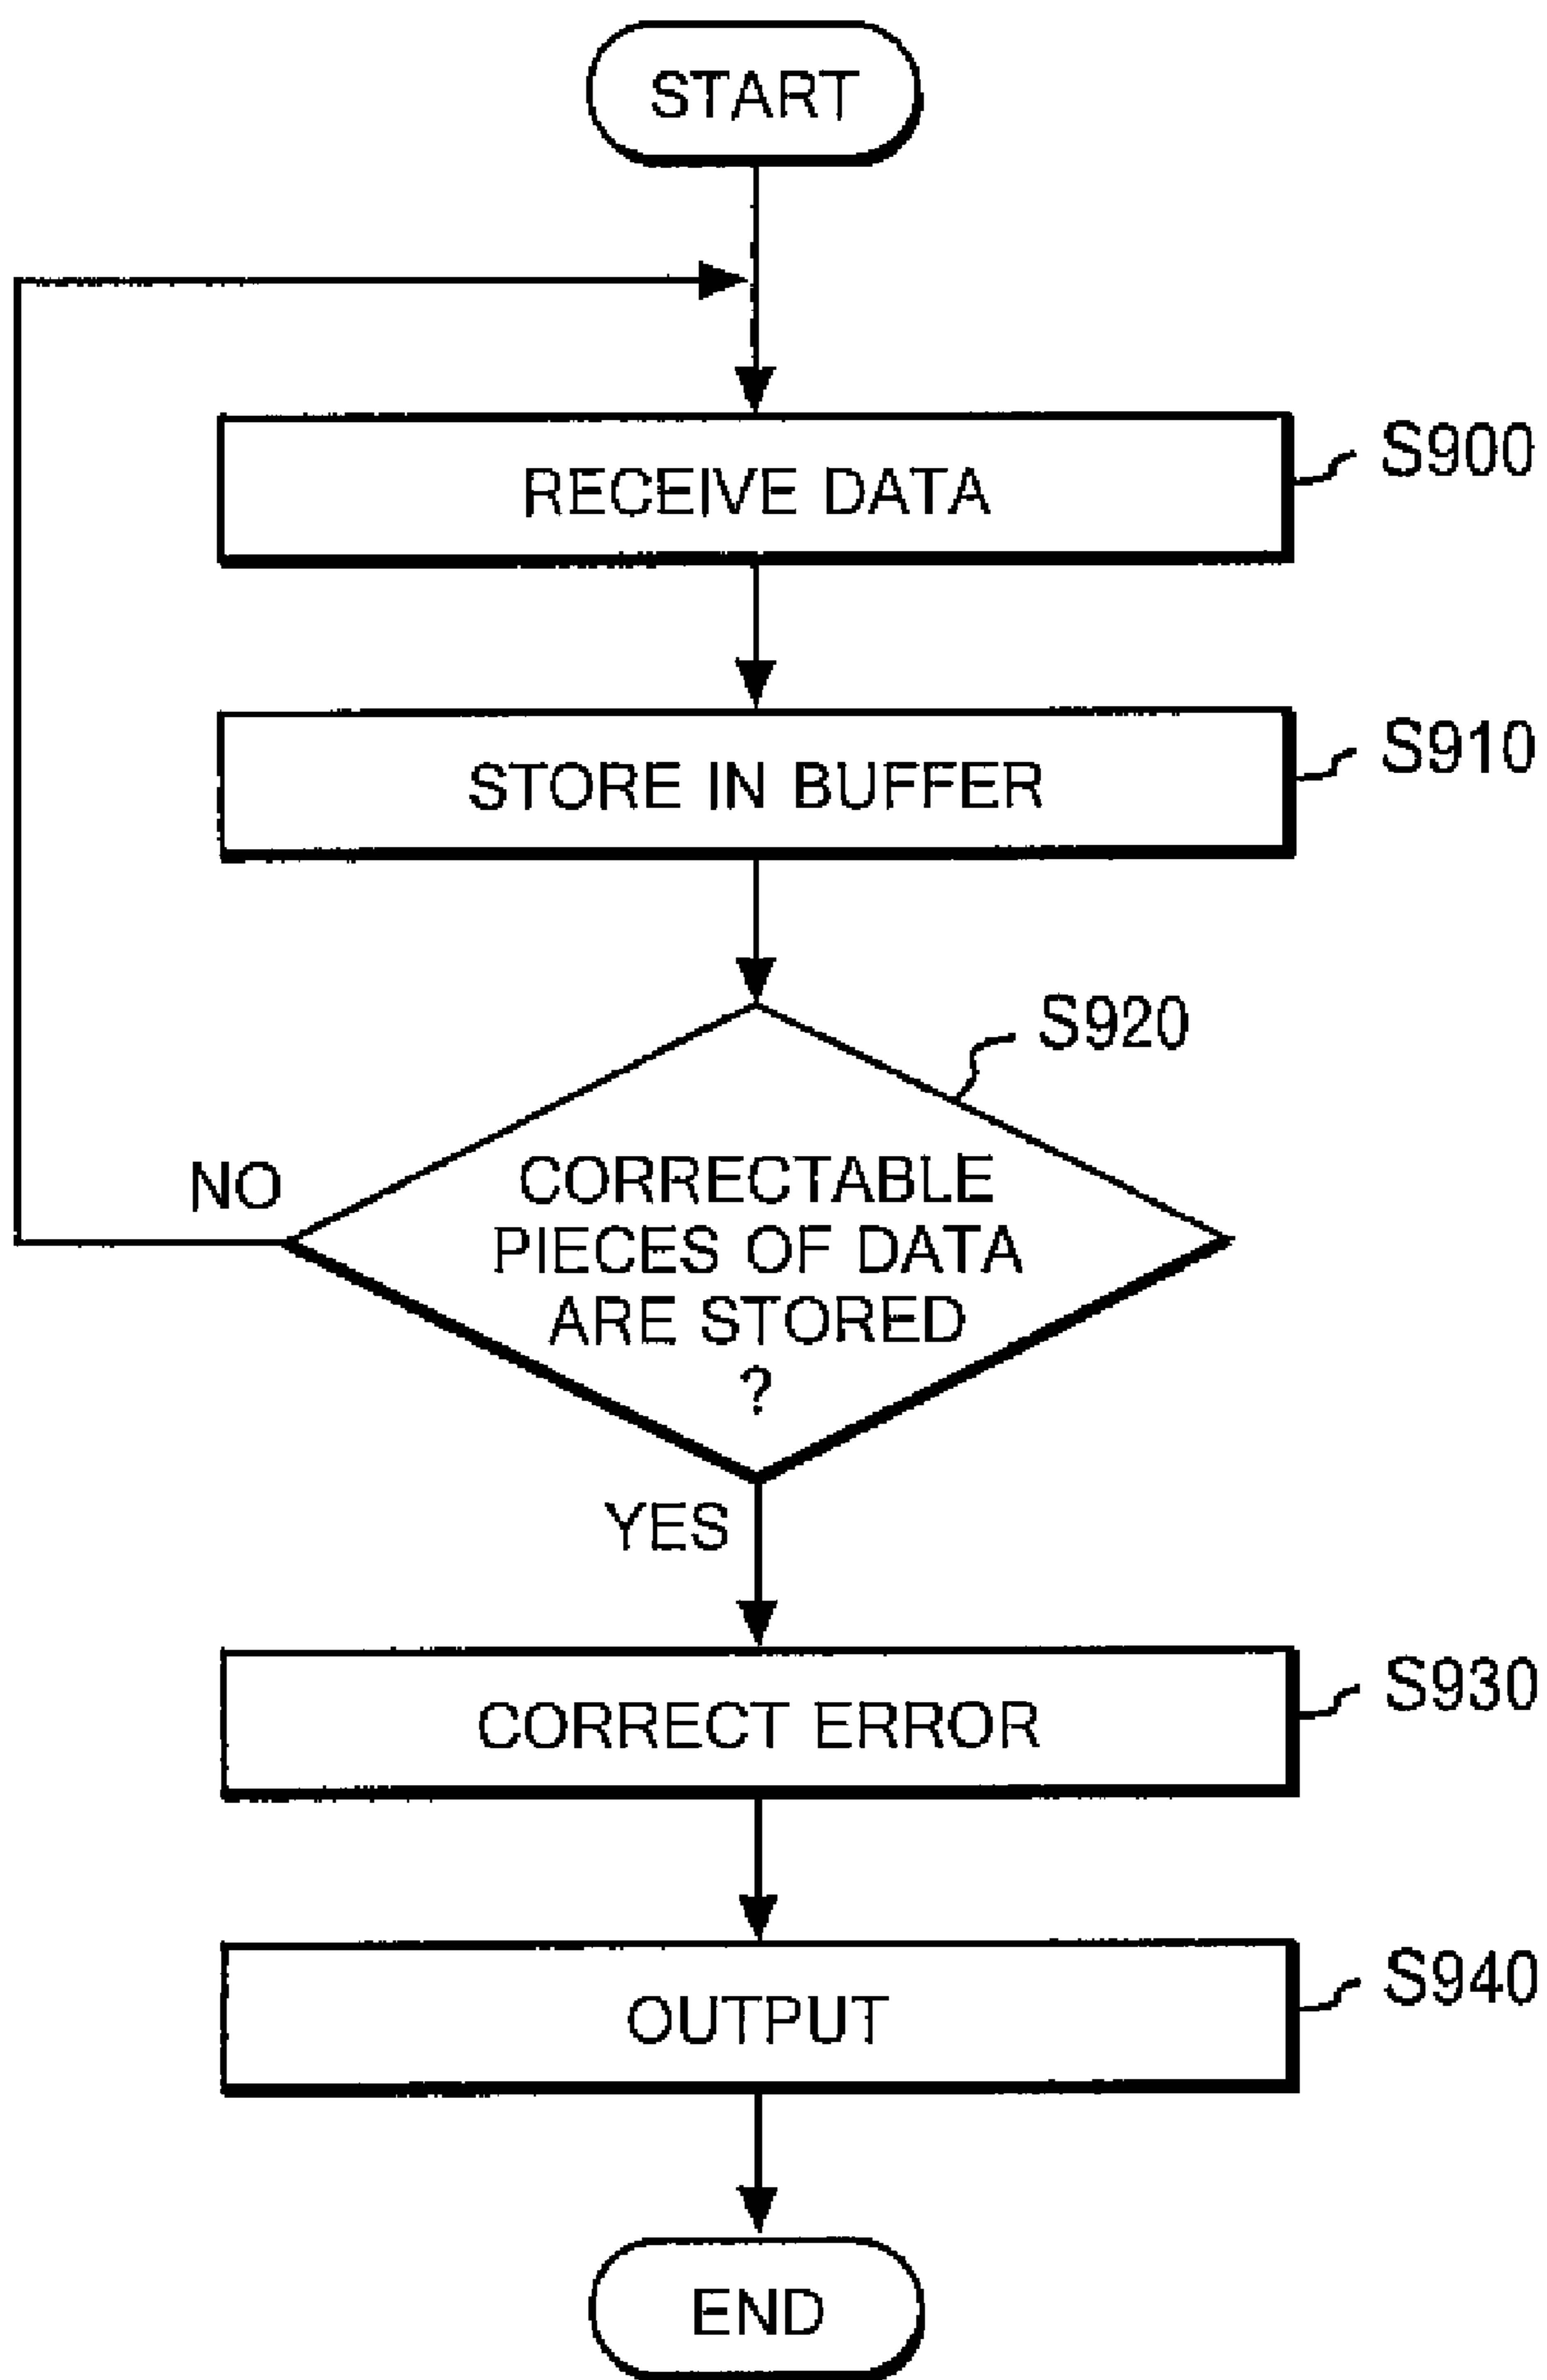 START
RECEIVE DATA
S900
STORE IN BUFFER
S910
S920
CORRECTABLE
PIECES OF DATA
ARE STORED
?
NO
YES
CORRECT ERROR
S930
OUTPUT
S940
END